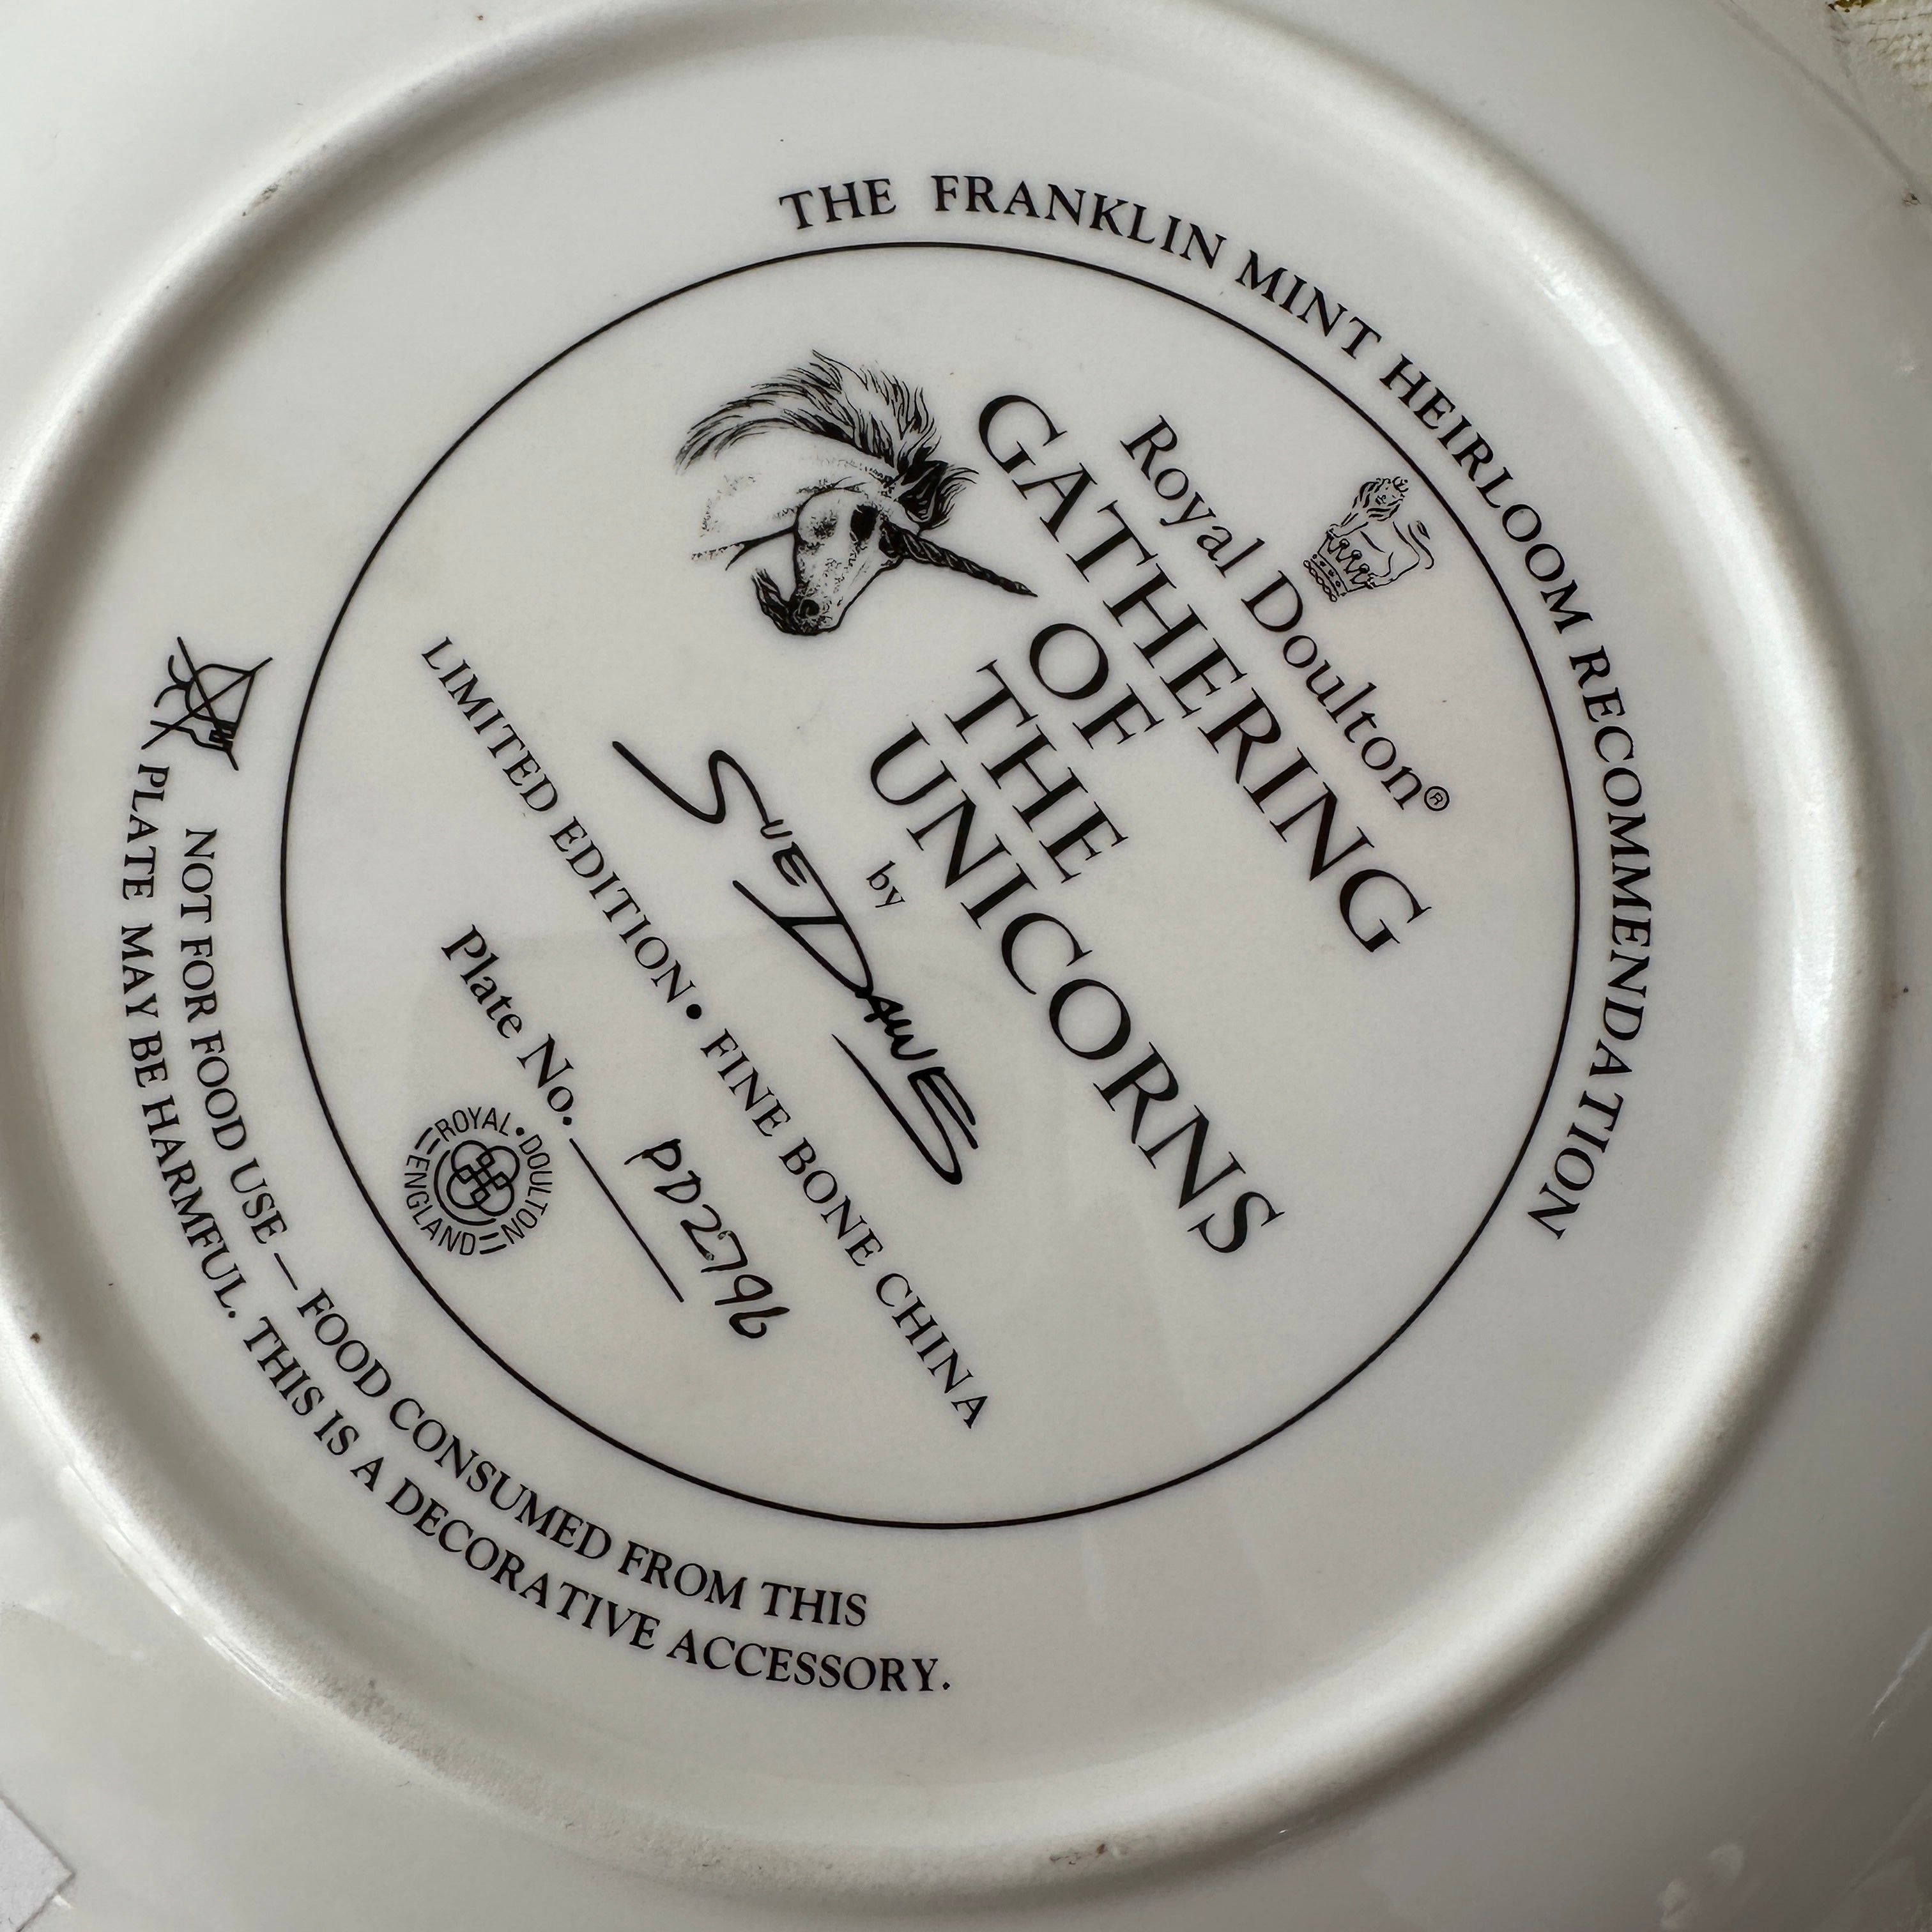 THE FRANKLIN MINT HEIRLOOM RECOMMENDATION
Royal Doulton®
GATHERING
OF
THE
UNICORNS
by
SUE DAWE
LIMITED EDITION • FINE BONE CHINA
Plate No. PD2796
ROYAL • DOULTON
ENGLAND
NOT FOR FOOD USE — FOOD CONSUMED FROM THIS
PLATE MAY BE HARMFUL. THIS IS A DECORATIVE ACCESSORY.